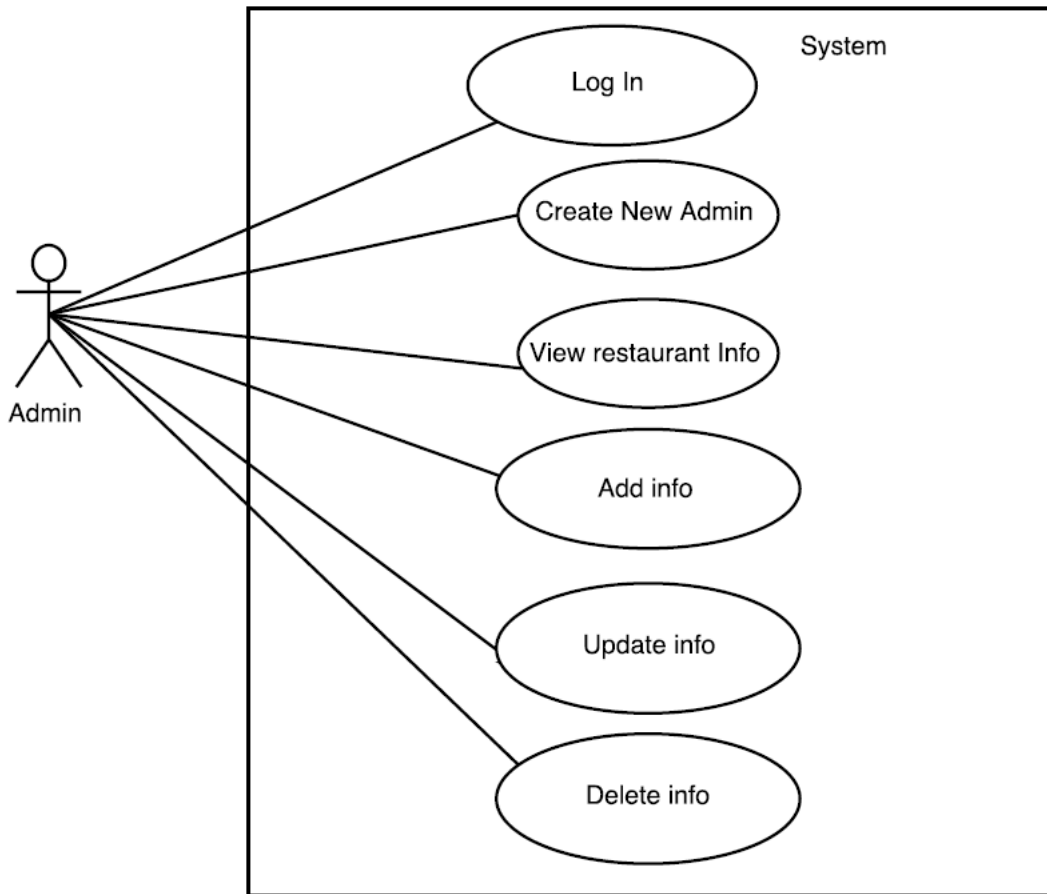 System
Log In
Create New Admin
View restaurant Info
Admin
Add info
Update info
Delete info